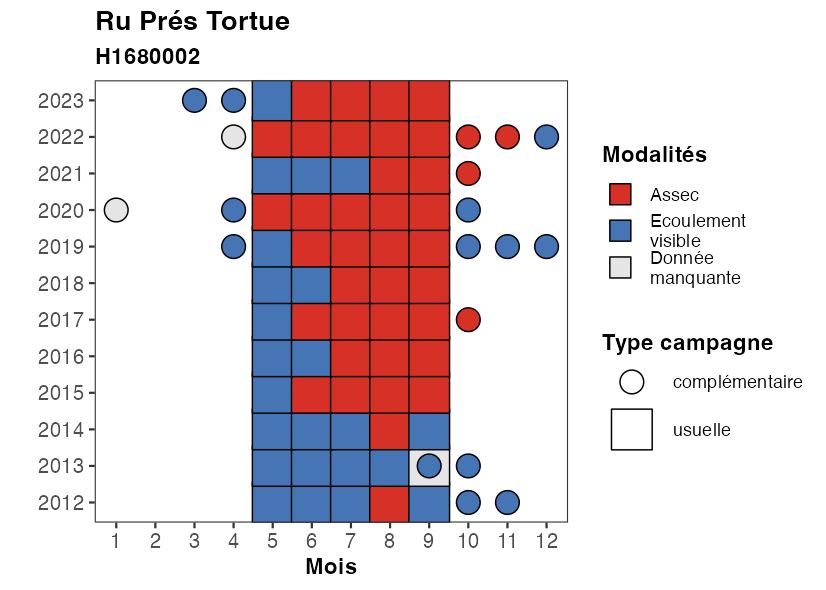 Ru Prés Tortue
H1680002
2023
2022
2021
2020
2019
2018
2017
2016
2015
2014
2013
2012
1 2 3 4 5 6 7 8 9 10 11 12
Mois
Modalités
Assec
Ecoulement
visible
Donnée
manquante
Type campagne
complémentaire
usuelle